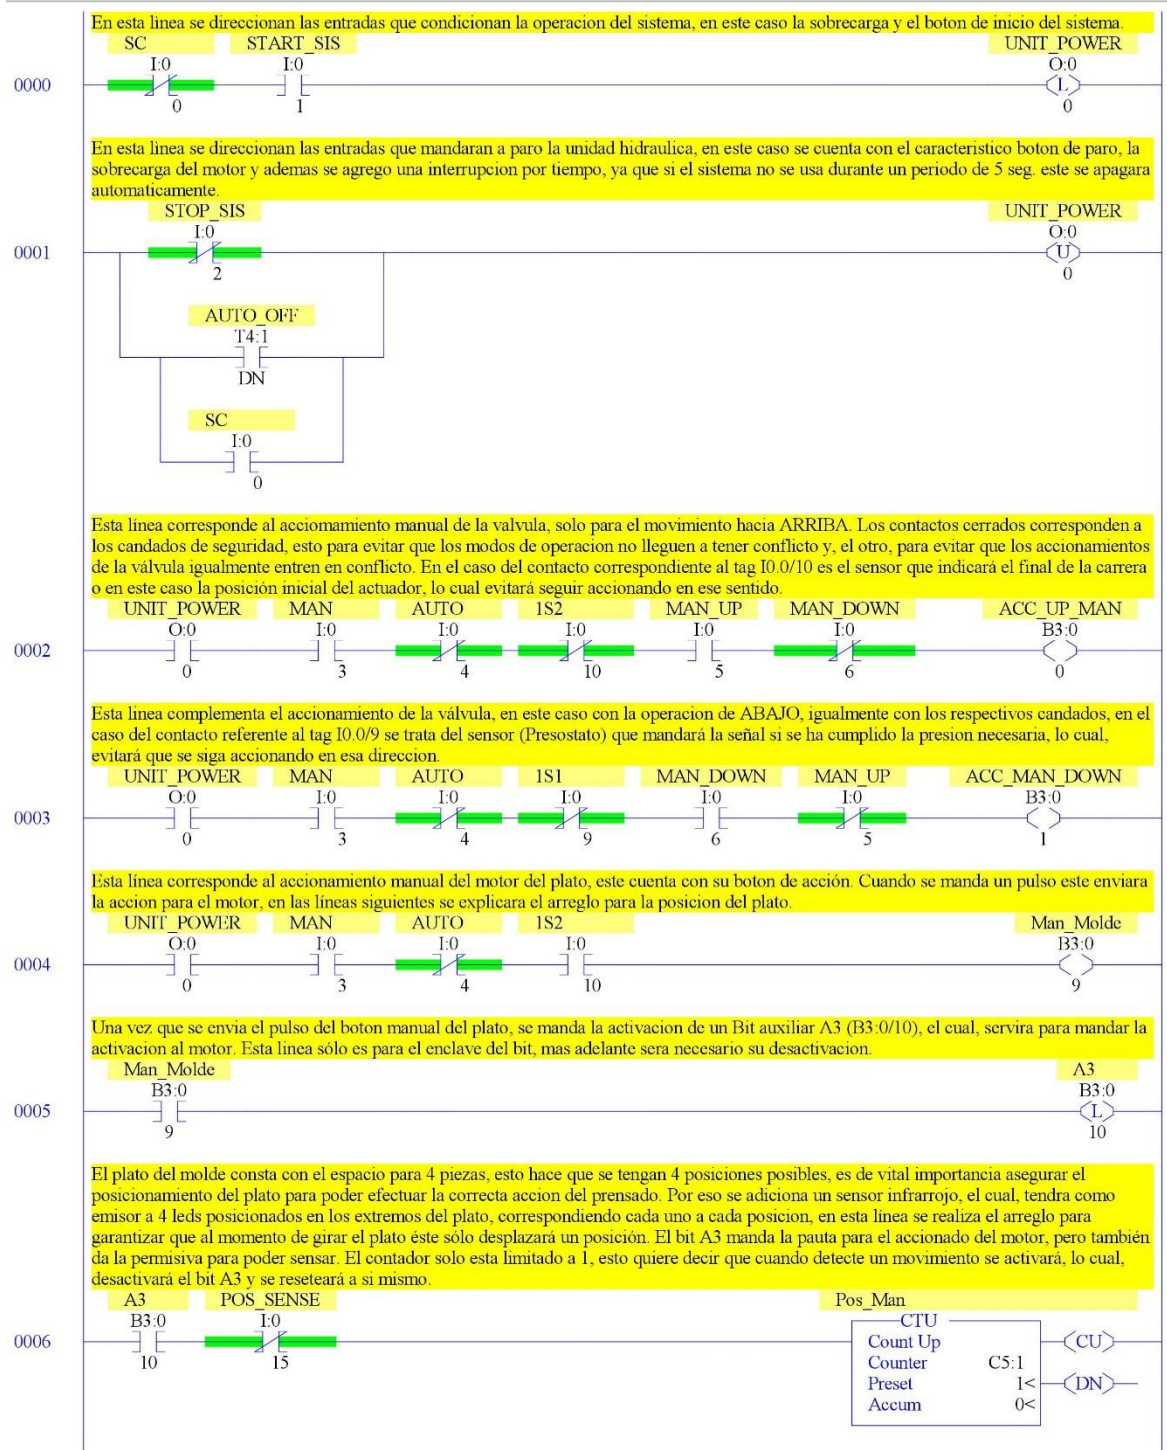 En esta linea se direccionan las entradas que condicionan la operacion del sistema, en este caso la sobrecarga y el boton de inicio del sistema.
SC START_SIS UNIT_POWER
I:0 I:0 O:0
0000 L
0 1 0
En esta linea se direccionan las entradas que mandaran a paro la unidad hidraulica, en este caso se cuenta con el caracteristico boton de paro, la
sobrecarga del motor y ademas se agrego una interrupcion por tiempo, ya que si el sistema no se usa durante un periodo de 5 seg. este se apagara
automaticamente.
STOP_SIS UNIT_POWER
I:0 O:0
0001 U
2 0
AUTO_OFF
T4:1
DN
SC
I:0
0
Esta línea corresponde al acciomamiento manual de la valvula, solo para el movimiento hacia ARRIBA. Los contactos cerrados corresponden a
los candados de seguridad, esto para evitar que los modos de operacion no lleguen a tener conflicto y, el otro, para evitar que los accionamientos
de la válvula igualmente entren en conflicto. En el caso del contacto correspondiente al tag I0.0/10 es el sensor que indicará el final de la carrera
o en este caso la posición inicial del actuador, lo cual evitará seguir accionando en ese sentido.
UNIT_POWER MAN AUTO 1S2 MAN_UP MAN_DOWN ACC_UP_MAN
O:0 I:0 I:0 I:0 I:0 I:0 B3:0
0002
0 3 4 10 5 6 0
Esta linea complementa el accionamiento de la válvula, en este caso con la operacion de ABAJO, igualmente con los respectivos candados, en el
caso del contacto referente al tag I0.0/9 se trata del sensor (Presostato) que mandará la señal si se ha cumplido la presion necesaria, lo cual,
evitará que se siga accionando en esa direccion.
UNIT_POWER MAN AUTO 1S1 MAN_DOWN MAN_UP ACC_MAN_DOWN
O:0 I:0 I:0 I:0 I:0 I:0 B3:0
0003
0 3 4 9 6 5 1
Esta línea corresponde al accionamiento manual del motor del plato, este cuenta con su boton de acción. Cuando se manda un pulso este enviara
la accion para el motor, en las líneas siguientes se explicara el arreglo para la posicion del plato.
UNIT_POWER MAN AUTO 1S2 Man_Molde
O:0 I:0 I:0 I:0 B3:0
0004
0 3 4 10 9
Una vez que se envia el pulso del boton manual del plato, se manda la activacion de un Bit auxiliar A3 (B3:0/10), el cual, servira para mandar la
activacion al motor. Esta linea sólo es para el enclave del bit, mas adelante sera necesario su desactivacion.
Man_Molde A3
B3:0 B3:0
0005 L
9 10
El plato del molde consta con el espacio para 4 piezas, esto hace que se tengan 4 posiciones posibles, es de vital importancia asegurar el
posicionamiento del plato para poder efectuar la correcta accion del prensado. Por eso se adiciona un sensor infrarrojo, el cual, tendra como
emisor a 4 leds posicionados en los extremos del plato, correspondiendo cada uno a cada posicion, en esta línea se realiza el arreglo para
garantizar que al momento de girar el plato éste sólo desplazará un posición. El bit A3 manda la pauta para el accionado del motor, pero también
da la permisiva para poder sensar. El contador solo esta limitado a 1, esto quiere decir que cuando detecte un movimiento se activará, lo cual,
desactivará el bit A3 y se reseteará a si mismo.
A3 POS_SENSE Pos_Man
B3:0 I:0 CTU
0006 Count Up CU
10 15 Counter C5:1
Preset 1< DN
Accum 0<